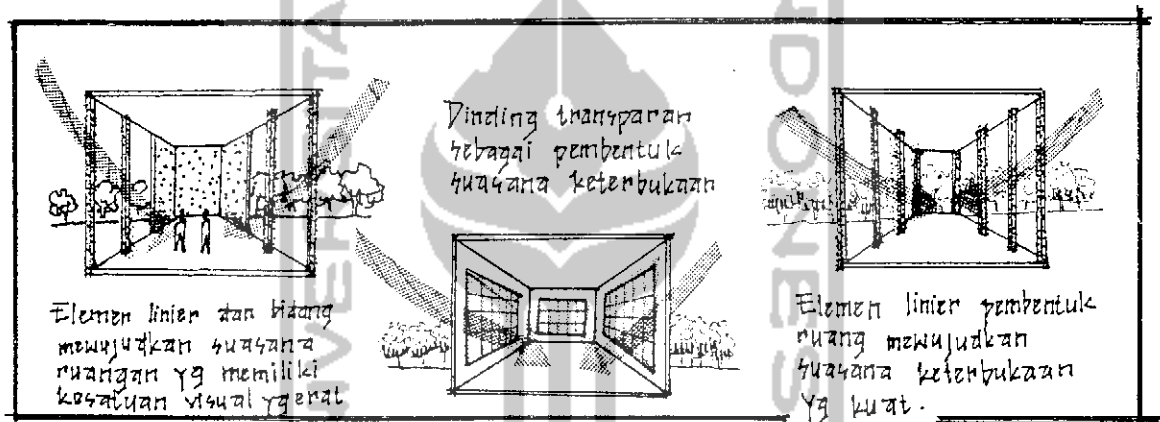 Elemen linier dan bidang
mewujudkan suasana
ruangan yg memiliki
kesatuan visual yg erat
Dinding transparan
sebagai pembentuk
suasana keterbukaan
Elemen linier pembentuk
ruang mewujudkan
suasana keterbukaan
yg kuat.